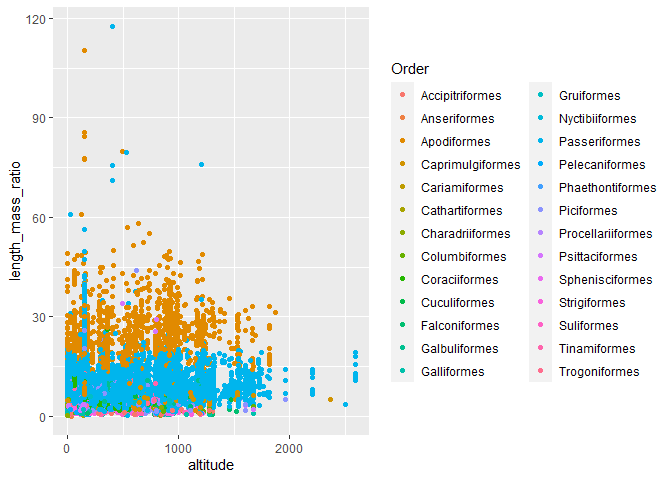 length_mass_ratio
120
90
60
30
0
0
1000
2000
altitude
Order
Accipitriformes
Anseriformes
Apodiformes
Caprimulgiformes
Cariamiformes
Cathartiformes
Charadriiformes
Columbiformes
Coraciiformes
Cuculiformes
Falconiformes
Galbuliformes
Galliformes
Gruiformes
Nyctibiiformes
Passeriformes
Pelecaniformes
Phaethontiformes
Piciformes
Procellariiformes
Psittaciformes
Sphenisciformes
Strigiformes
Suliformes
Tinamiformes
Trogoniformes